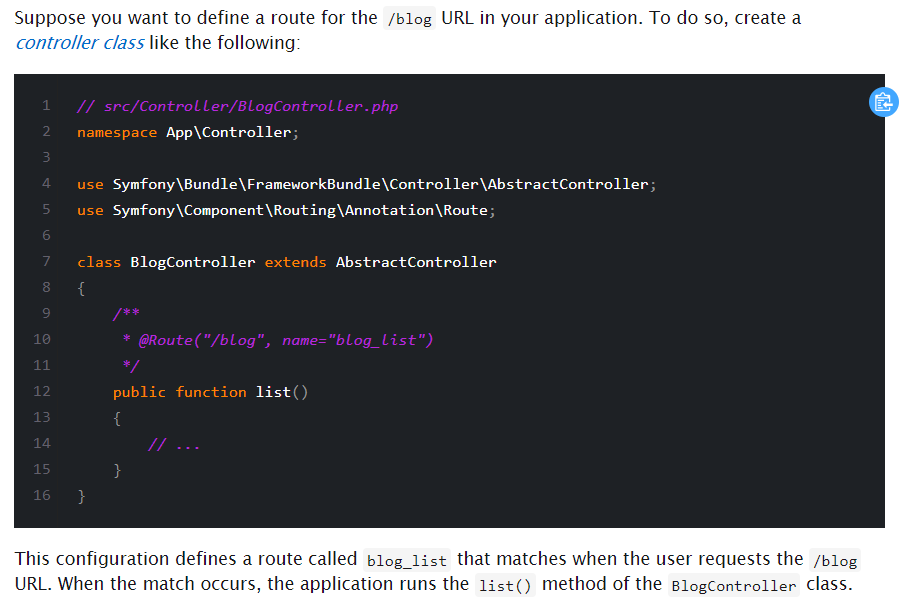 Suppose you want to define a route for the /blog URL in your application. To do so, create a
controller class like the following:
1 // src/Controller/BlogController.php
2 namespace App\Controller;
3
4 use Symfony\Bundle\FrameworkBundle\Controller\AbstractController;
5 use Symfony\Component\Routing\Annotation\Route;
6
7 class BlogController extends AbstractController
8 {
9     /**
10      * @Route("/blog", name="blog_list")
11      */
12     public function list()
13     {
14         // ...
15     }
16 }
This configuration defines a route called blog_list that matches when the user requests the /blog
URL. When the match occurs, the application runs the list() method of the BlogController class.